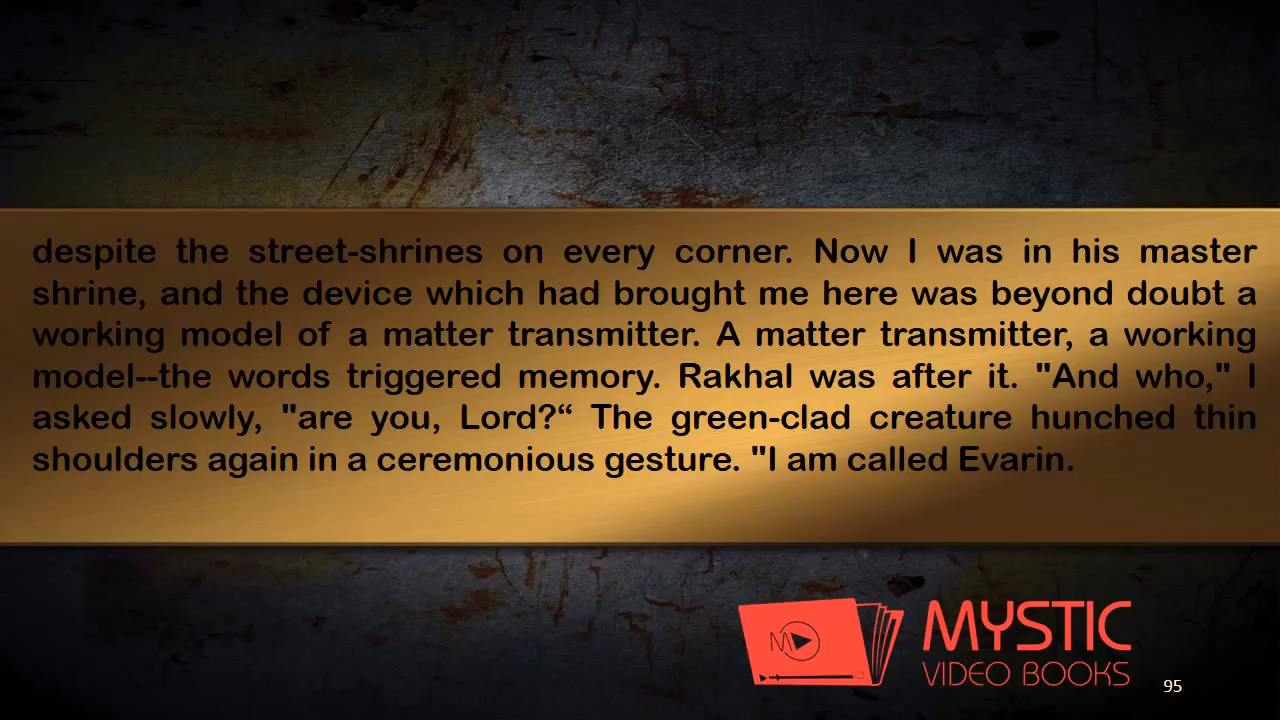 despite the street-shrines on every corner. Now I was in his master
shrine, and the device which had brought me here was beyond doubt a
working model of a matter transmitter. A matter transmitter, a working
model--the words triggered memory. Rakhal was after it. "And who," I
asked slowly, "are you, Lord?“ The green-clad creature hunched thin
shoulders again in a ceremonious gesture. "I am called Evarin.
M
MYSTIC
VIDEO BOOKS
95